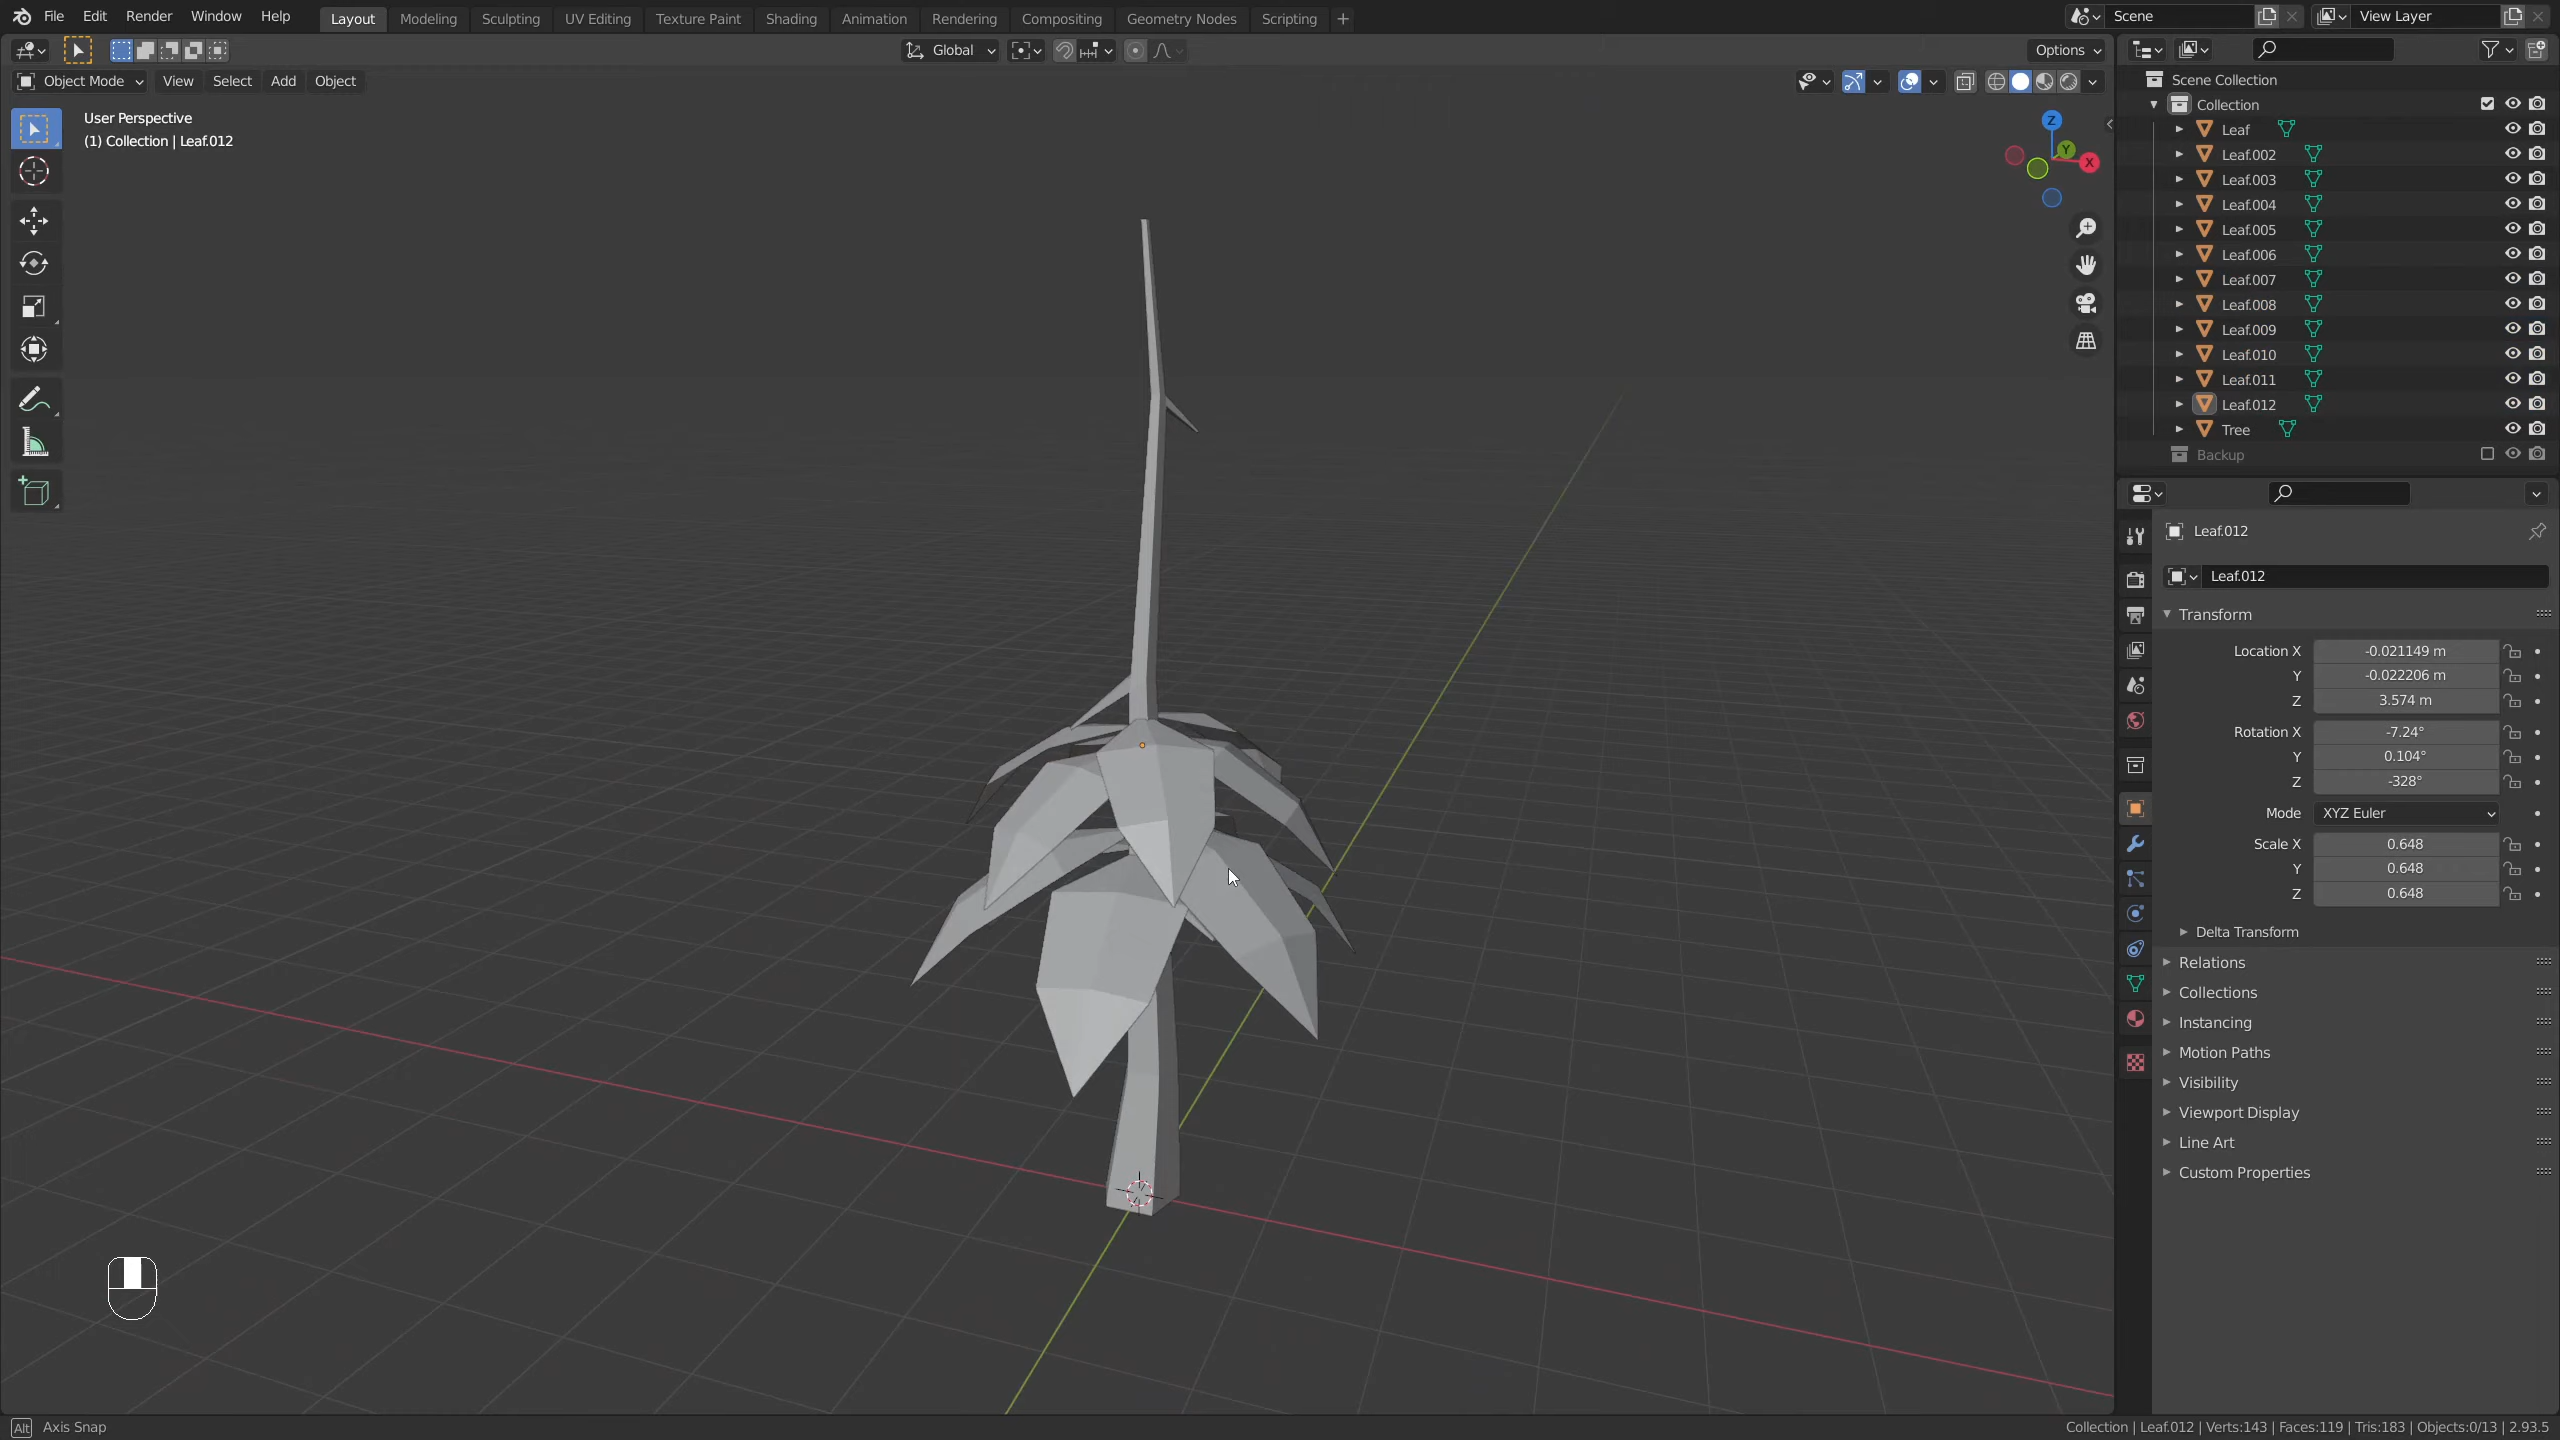 File Edit Render Window Help Layout Modeling Sculpting UV Editing Texture Paint Shading Animation Rendering Compositing Geometry Nodes Scripting + Scene View Layer
Global Options
Object Mode View Select Add Object
User Perspective
(1) Collection | Leaf.012
Z
Y
X
Scene Collection
Collection
Leaf
Leaf.002
Leaf.003
Leaf.004
Leaf.005
Leaf.006
Leaf.007
Leaf.008
Leaf.009
Leaf.010
Leaf.011
Leaf.012
Tree
Backup
Leaf.012
Leaf.012
Transform
Location X -0.021149 m
Y -0.022206 m
Z 3.574 m
Rotation X -7.24°
Y 0.104°
Z -328°
Mode XYZ Euler
Scale X 0.648
Y 0.648
Z 0.648
Delta Transform
Relations
Collections
Instancing
Motion Paths
Visibility
Viewport Display
Line Art
Custom Properties
Alt Axis Snap
Collection | Leaf.012 | Verts:143 | Faces:119 | Tris:183 | Objects:0/13 | 2.93.5